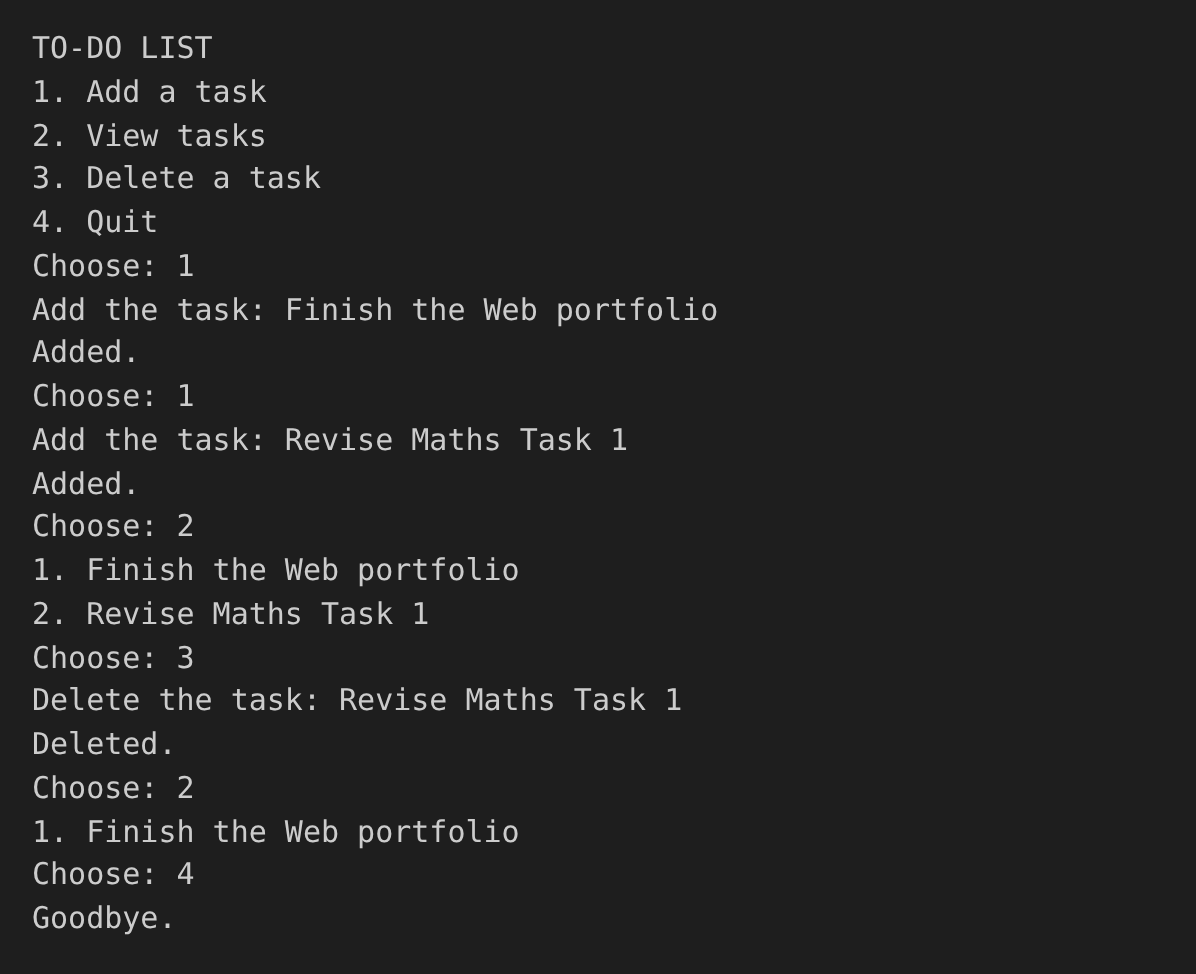 TO-DO LIST
1. Add a task
2. View tasks
3. Delete a task
4. Quit
Choose: 1
Add the task: Finish the Web portfolio
Added.
Choose: 1
Add the task: Revise Maths Task 1
Added.
Choose: 2
1. Finish the Web portfolio
2. Revise Maths Task 1
Choose: 3
Delete the task: Revise Maths Task 1
Deleted.
Choose: 2
1. Finish the Web portfolio
Choose: 4
Goodbye.